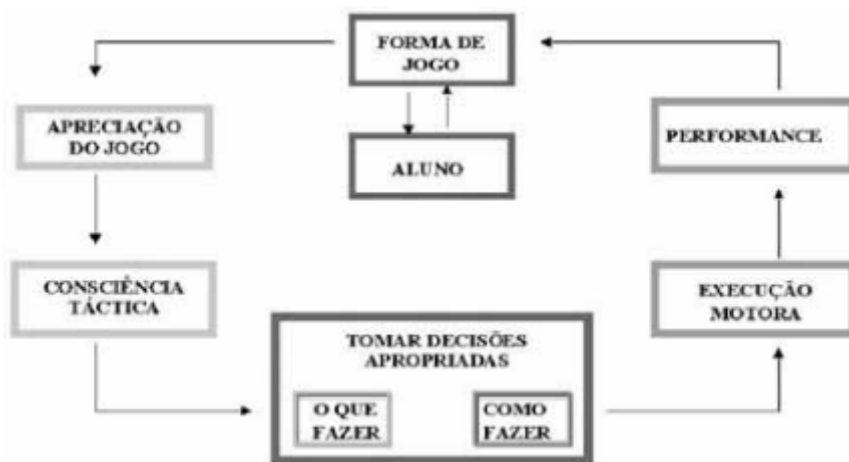 FORMA DE
JOGO
APRECIAÇÃO
DO JOGO
ALUNO
PERFORMANCE
CONSCIÊNCIA
TÁCTICA
EXECUÇÃO
MOTORA
TOMAR DECISÕES
APROPRIADAS
O QUE
FAZER
COMO
FAZER